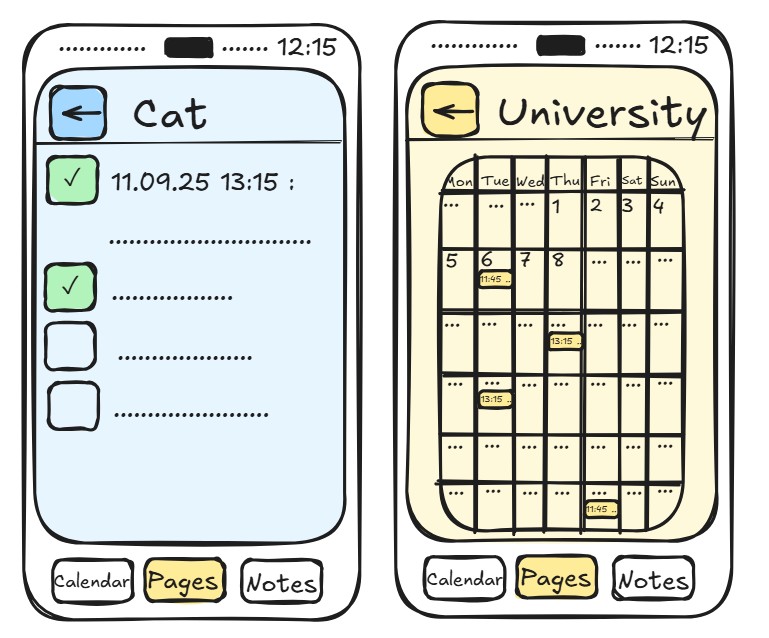 12:15
Cat
✓ 11.09.25 13:15 :
.............................
✓ .................
...................
......................
Calendar Pages Notes
12:15
University
Mon Tue Wed Thu Fri Sat Sun
... ... ... 1 2 3 4
5 6 7 8 ... ... ...
11:45 ..
... ... ... ... ... ... ...
13:15 ..
... ... ... ... ... ... ...
13:15 ..
... ... ... ... ... ... ...
... ... ... ... ... ... ...
11:45 ..
Calendar Pages Notes